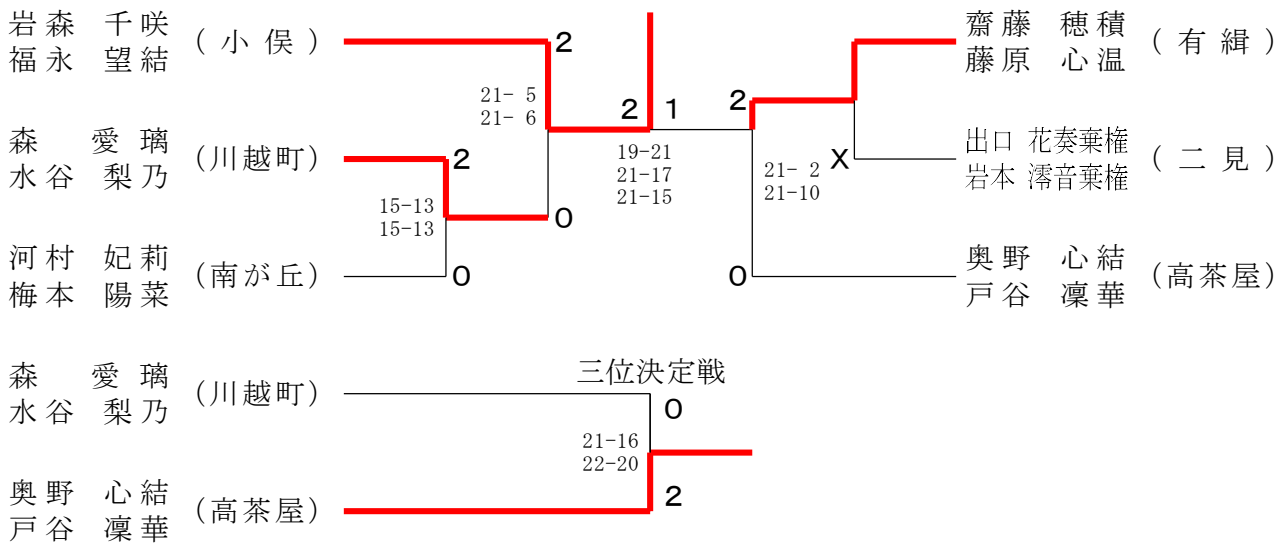 岩森 千咲
福永 望結
(小俣)
2
21- 5
21- 6
森 愛璃
水谷 梨乃
(川越町)
2
15-13
15-13
0
河村 妃莉
梅本 陽菜
(南が丘)
0
2 1
19-21
21-17
21-15
齋藤 穂積
藤原 心温
(有緝)
2
出口 花奏棄権
岩本 澪音棄権
(二見)
X
21- 2
21-10
奥野 心結
戸谷 凜華
(高茶屋)
0
三位決定戦
森 愛璃
水谷 梨乃
(川越町)
0
21-16
22-20
奥野 心結
戸谷 凜華
(高茶屋)
2